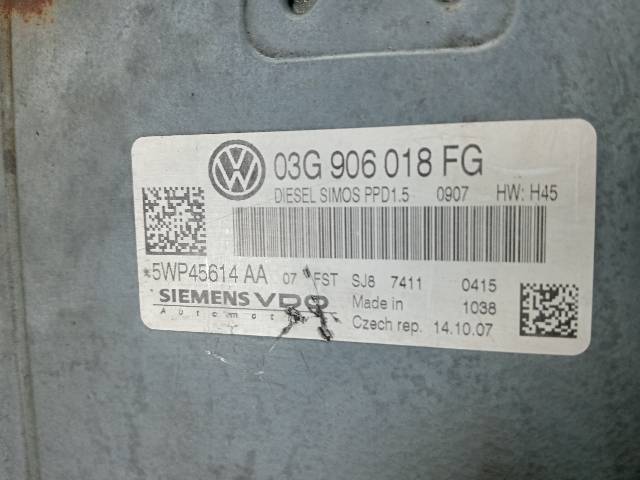 03G 906 018 FG
DIESEL SIMOS PPD1.5 0907 HW: H45
5WP45614 AA 07 FST SJ8 7411 0415
SIEMENS VDO Made in 1038
Czech rep. 14.10.07